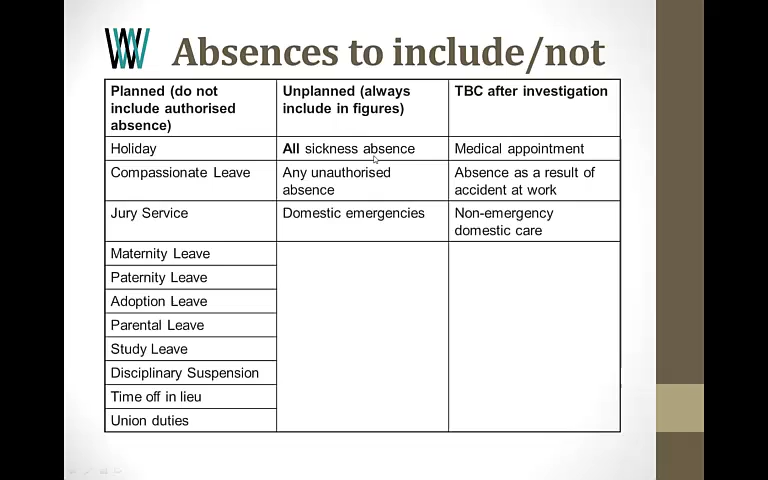 W
Absences to include/not
Planned (do not
include authorised
absence)
Unplanned (always
include in figures)
TBC after investigation
Holiday
All sickness absence
Medical appointment
Compassionate Leave
Any unauthorised
absence
Absence as a result of
accident at work
Jury Service
Domestic emergencies
Non-emergency
domestic care
Maternity Leave
Paternity Leave
Adoption Leave
Parental Leave
Study Leave
Disciplinary Suspension
Time off in lieu
Union duties